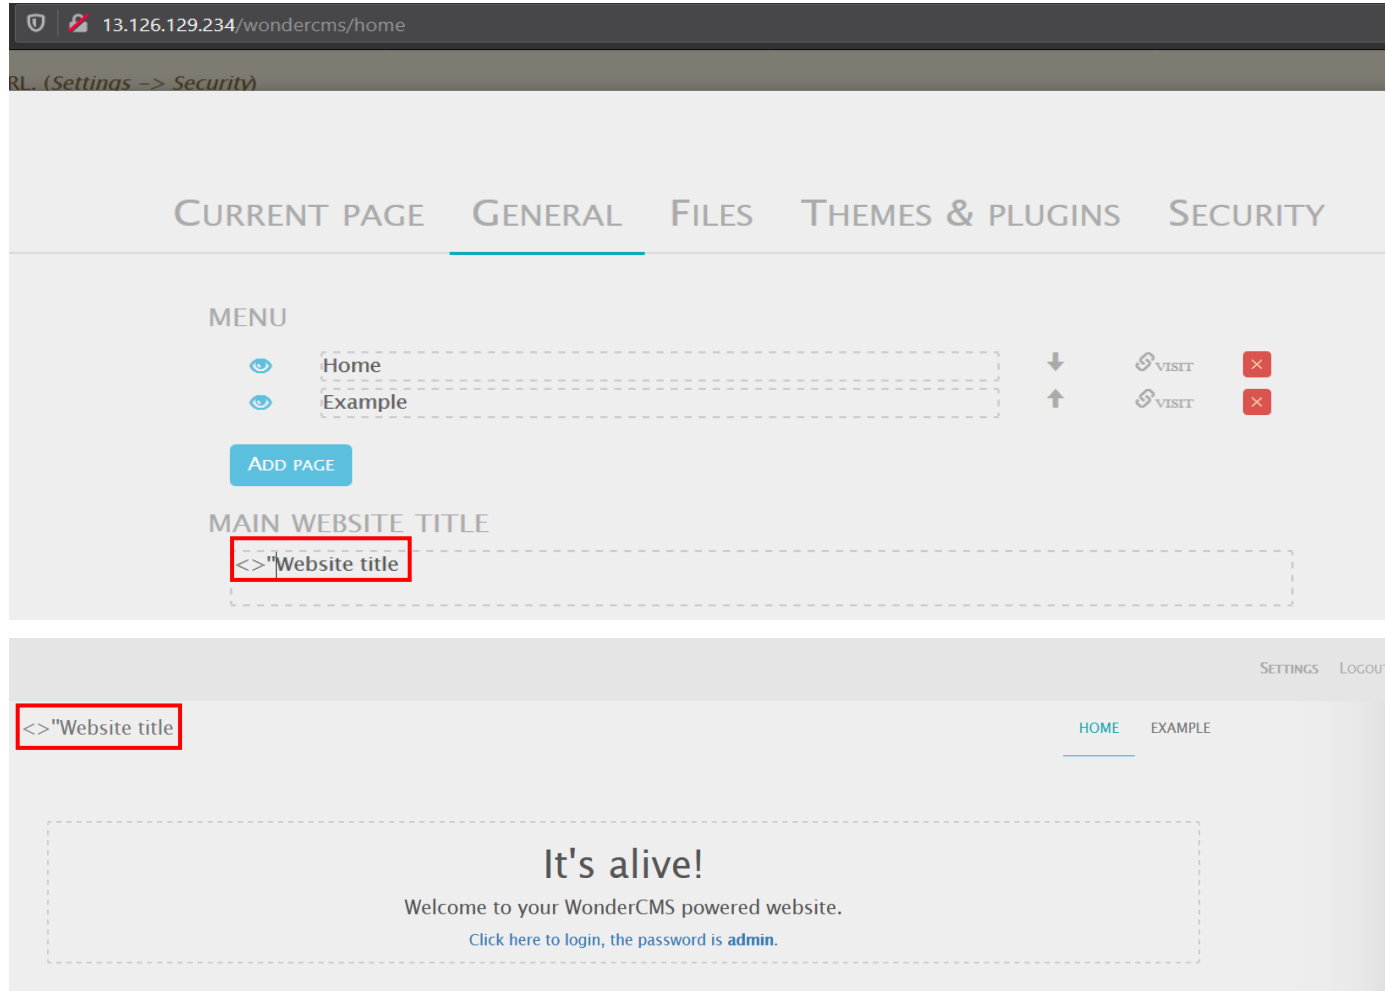 13.126.129.234/wondercms/home
RL. (Settings -> Security)
CURRENT PAGE GENERAL FILES THEMES & PLUGINS SECURITY
MENU
Home VISIT
Example VISIT
ADD PAGE
MAIN WEBSITE TITLE
<>"Website title
SETTINGS LOGOUT
<>"Website title
HOME EXAMPLE
It's alive!
Welcome to your WonderCMS powered website.
Click here to login, the password is admin.